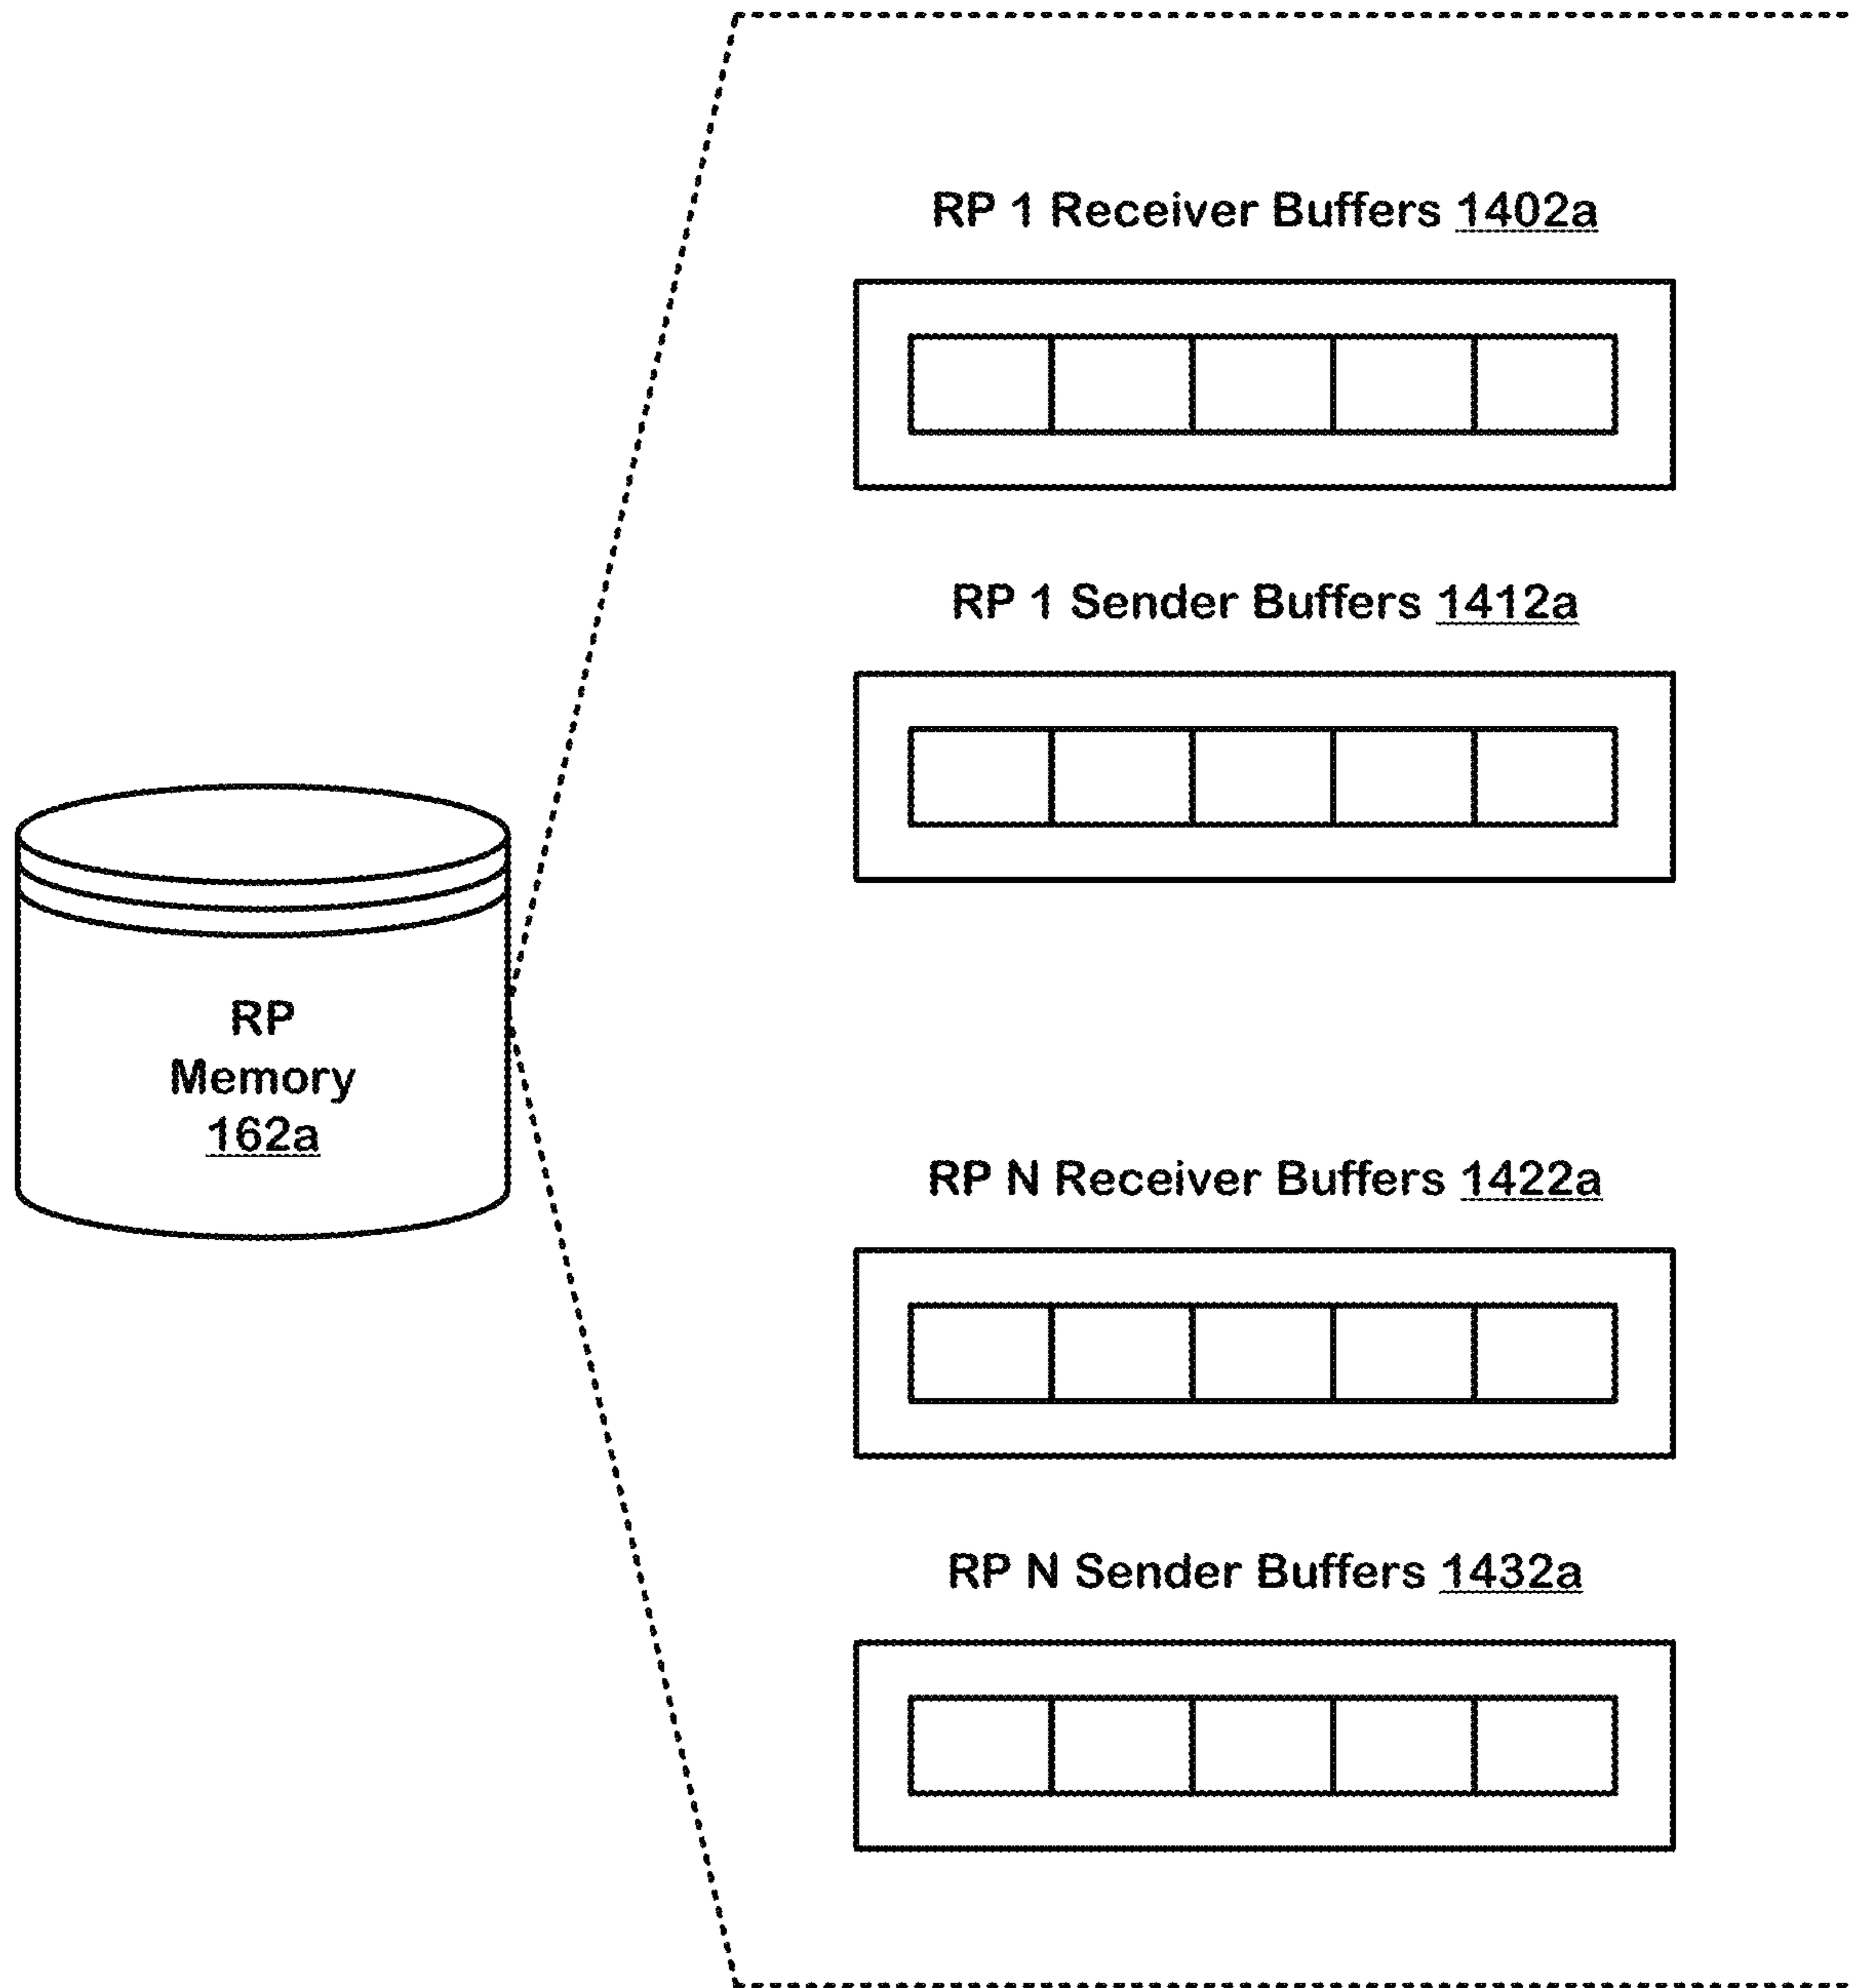 RP 1 Receiver Buffers 1402a
RP 1 Sender Buffers 1412a
RP
Memory
162a
RP N Receiver Buffers 1422a
RP N Sender Buffers 1432a